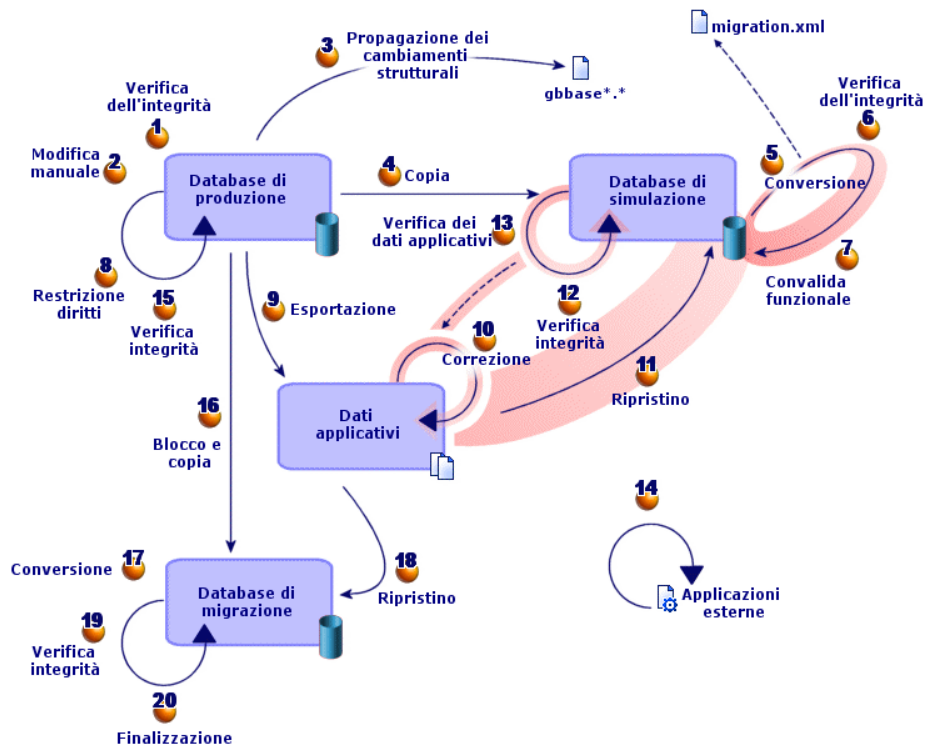 migration.xml
3
Propagazione dei
cambiamenti
strutturali
gbbase*.*
Verifica
dell'integrità
1
Modifica
manuale
2
Database di
produzione
4
Copia
Database di
simulazione
5
Conversione
Verifica
dell'integrità
6
Verifica dei
dati applicativi
13
7
Convalida
funzionale
8
Restrizione
diritti
15
Verifica
integrità
9
Esportazione
10
Correzione
12
Verifica
integrità
11
Ripristino
Dati
applicativi
16
Blocco e
copia
14
Applicazioni
esterne
17
Conversione
Database di
migrazione
18
Ripristino
19
Verifica
integrità
20
Finalizzazione